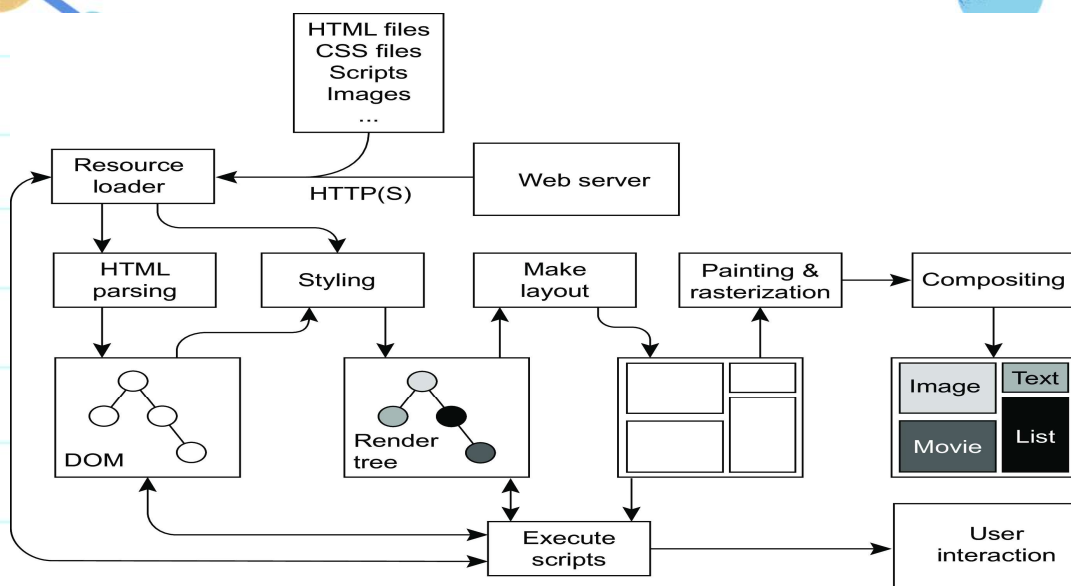 HTML files
CSS files
Scripts
Images
...
Resource
loader
HTTP(S)
Web server
HTML
parsing
Styling
Make
layout
Painting &
rasterization
Compositing
DOM
Render
tree
Image
Text
Movie
List
Execute
scripts
User
interaction